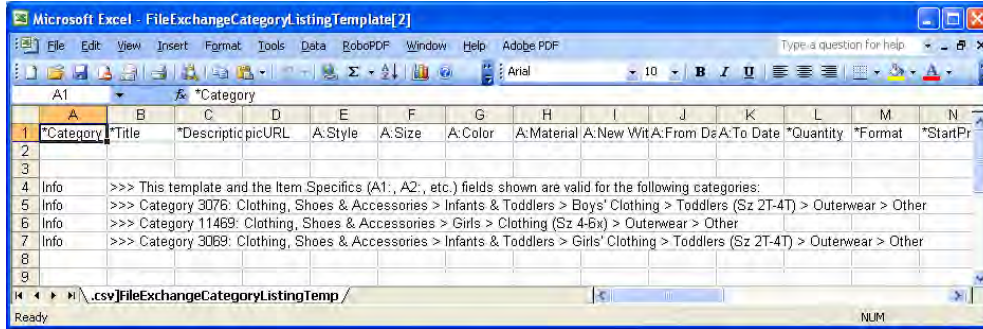 Microsoft Excel - FileExchangeCategoryListingTemplate[2]
File Edit View Insert Format Tools Data RoboPDF Window Help Adobe PDF Type a question for help
Arial 10 B I U
A1 fx *Category
A B C D E F G H I J K L M N
1 *Category *Title *Descriptic picURL A:Style A:Size A:Color A:Material A:New Wit A:From Da A:To Date *Quantity *Format *StartPr
2
3
4 Info >>> This template and the Item Specifics (A1:, A2:, etc.) fields shown are valid for the following categories:
5 Info >>> Category 3076: Clothing, Shoes & Accessories > Infants & Toddlers > Boys' Clothing > Toddlers (Sz 2T-4T) > Outerwear > Other
6 Info >>> Category 11469: Clothing, Shoes & Accessories > Girls > Clothing (Sz 4-6x) > Outerwear > Other
7 Info >>> Category 3069: Clothing, Shoes & Accessories > Infants & Toddlers > Girls' Clothing > Toddlers (Sz 2T-4T) > Outerwear > Other
8
9
.csv]FileExchangeCategoryListingTemp
Ready NUM